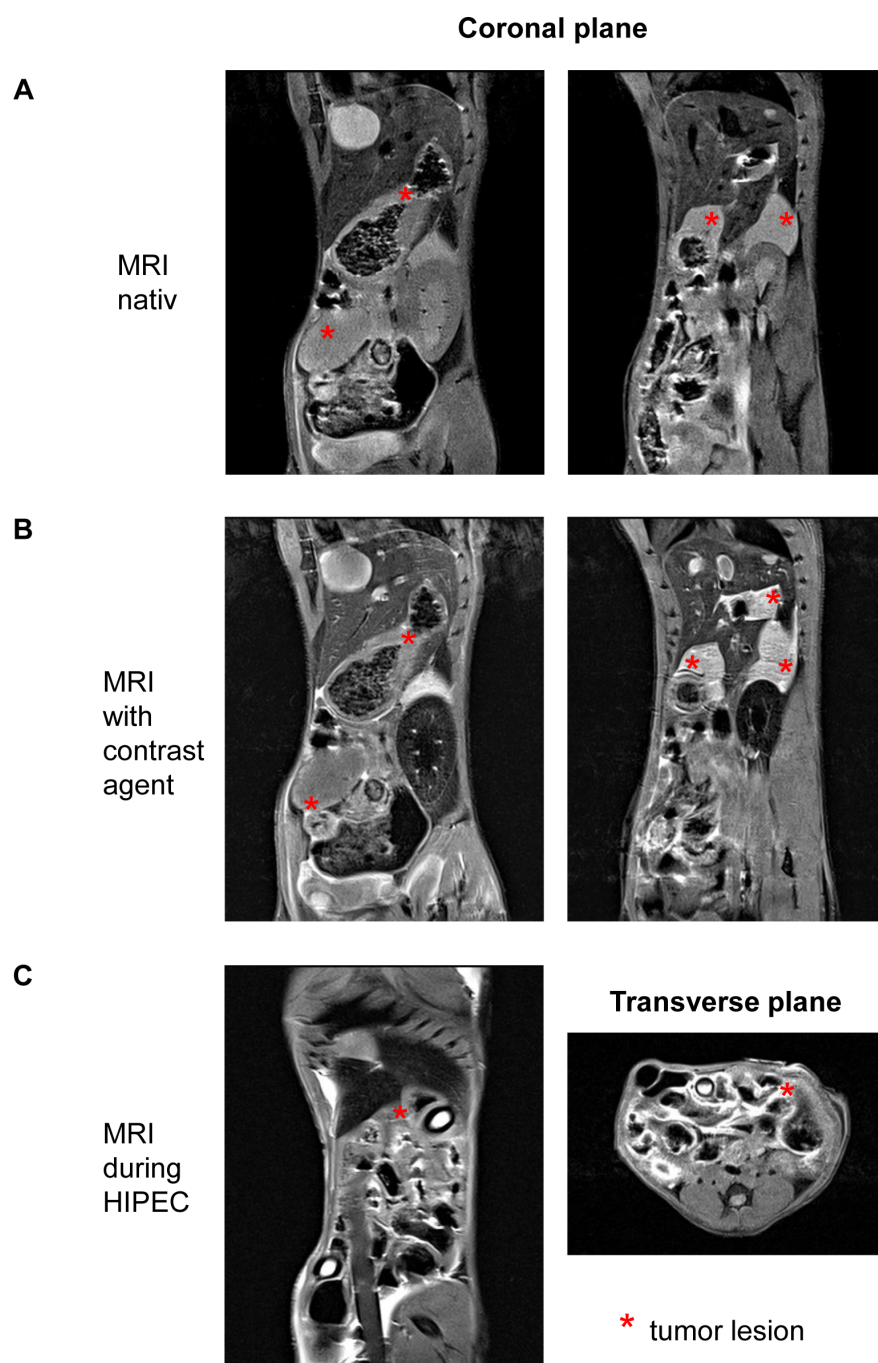 Coronal plane
A
MRI
nativ
*
*
*
*
B
MRI
with
contrast
agent
*
*
*
*
*
C
MRI
during
HIPEC
Transverse plane
*
*
* tumor lesion